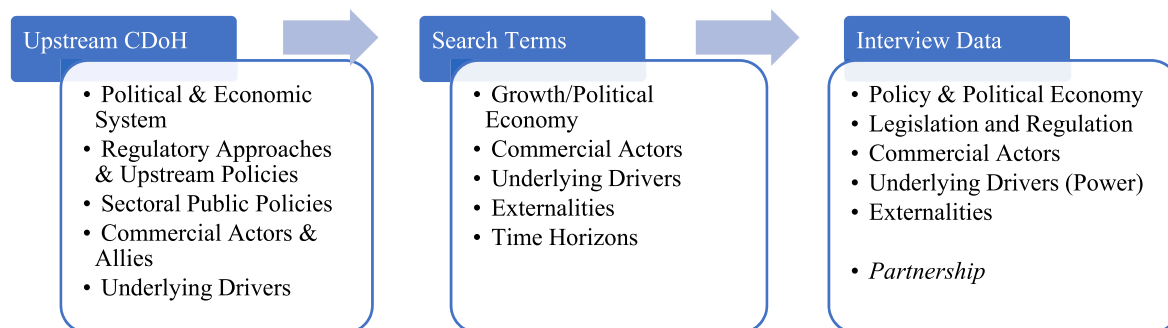 Upstream CDoH
• Political & Economic
System
• Regulatory Approaches
& Upstream Policies
• Sectoral Public Policies
• Commercial Actors &
Allies
• Underlying Drivers
Search Terms
• Growth/Political
Economy
• Commercial Actors
• Underlying Drivers
• Externalities
• Time Horizons
Interview Data
• Policy & Political Economy
• Legislation and Regulation
• Commercial Actors
• Underlying Drivers (Power)
• Externalities
• Partnership